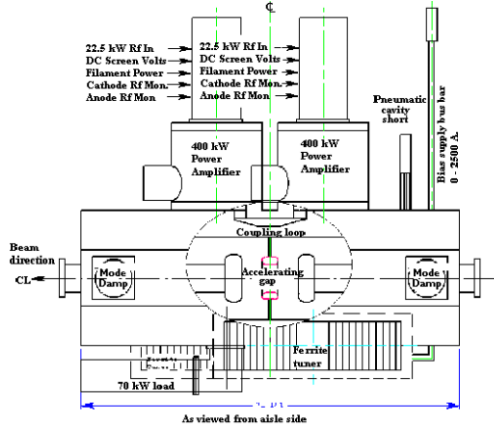 CL
22.5 kW Rf In
DC Screen Volts
Filament Power
Cathode Rf Mon.
Anode Rf Mon
22.5 kW Rf In
DC Screen Volts
Filament Power
Cathode Rf Mon.
Anode Rf Mon
Pneumatic
cavity
short
Bias supply bus bar
0 - 2500 A.
400 kW
Power
Amplifier
400 kW
Power
Amplifier
Coupling loop
Beam
direction
CL
Mode
Damp
Accelerating
gap
Mode
Damp
Ferrite
tuner
70 kW load
As viewed from aisle side